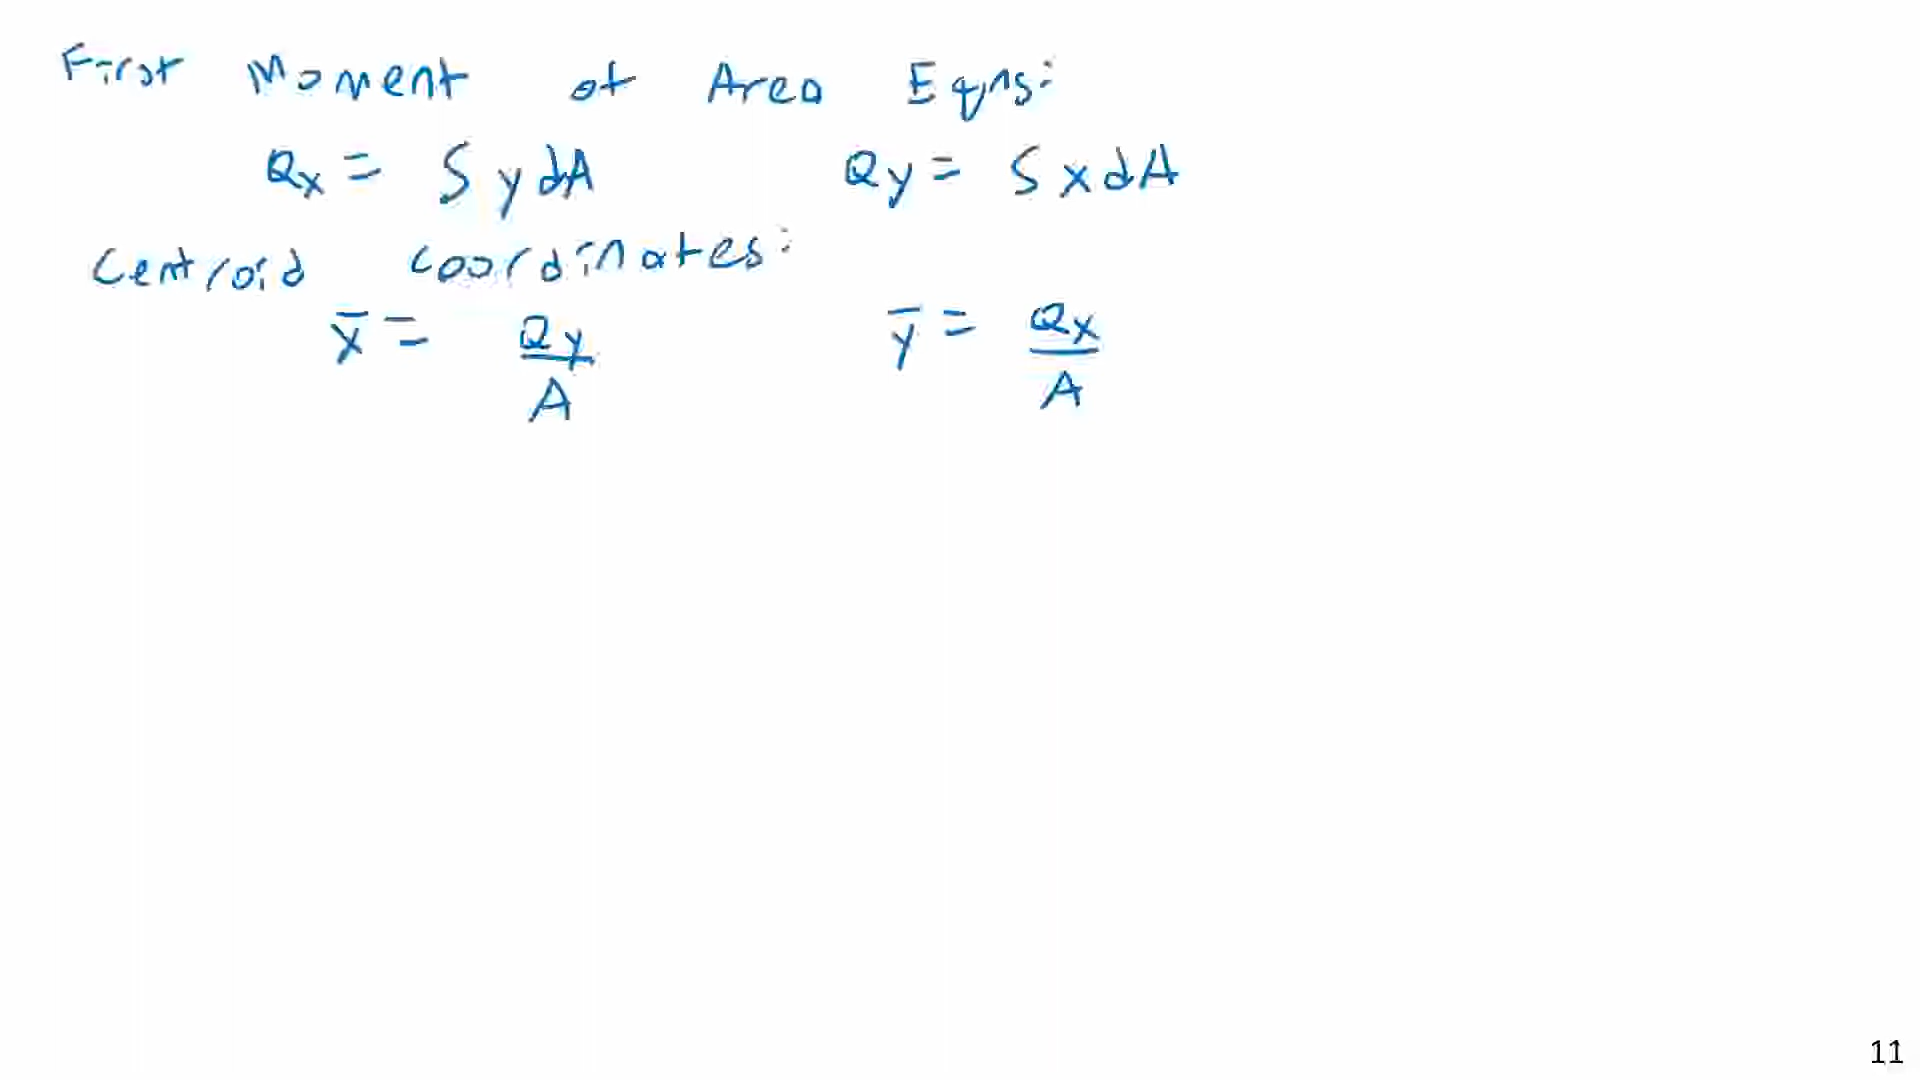 First Moment of Area Eqns:
Qx = ∫ y dA Qy = ∫ x dA
Centroid Coordinates:
x̄ = Qy/A ȳ = Qx/A
11